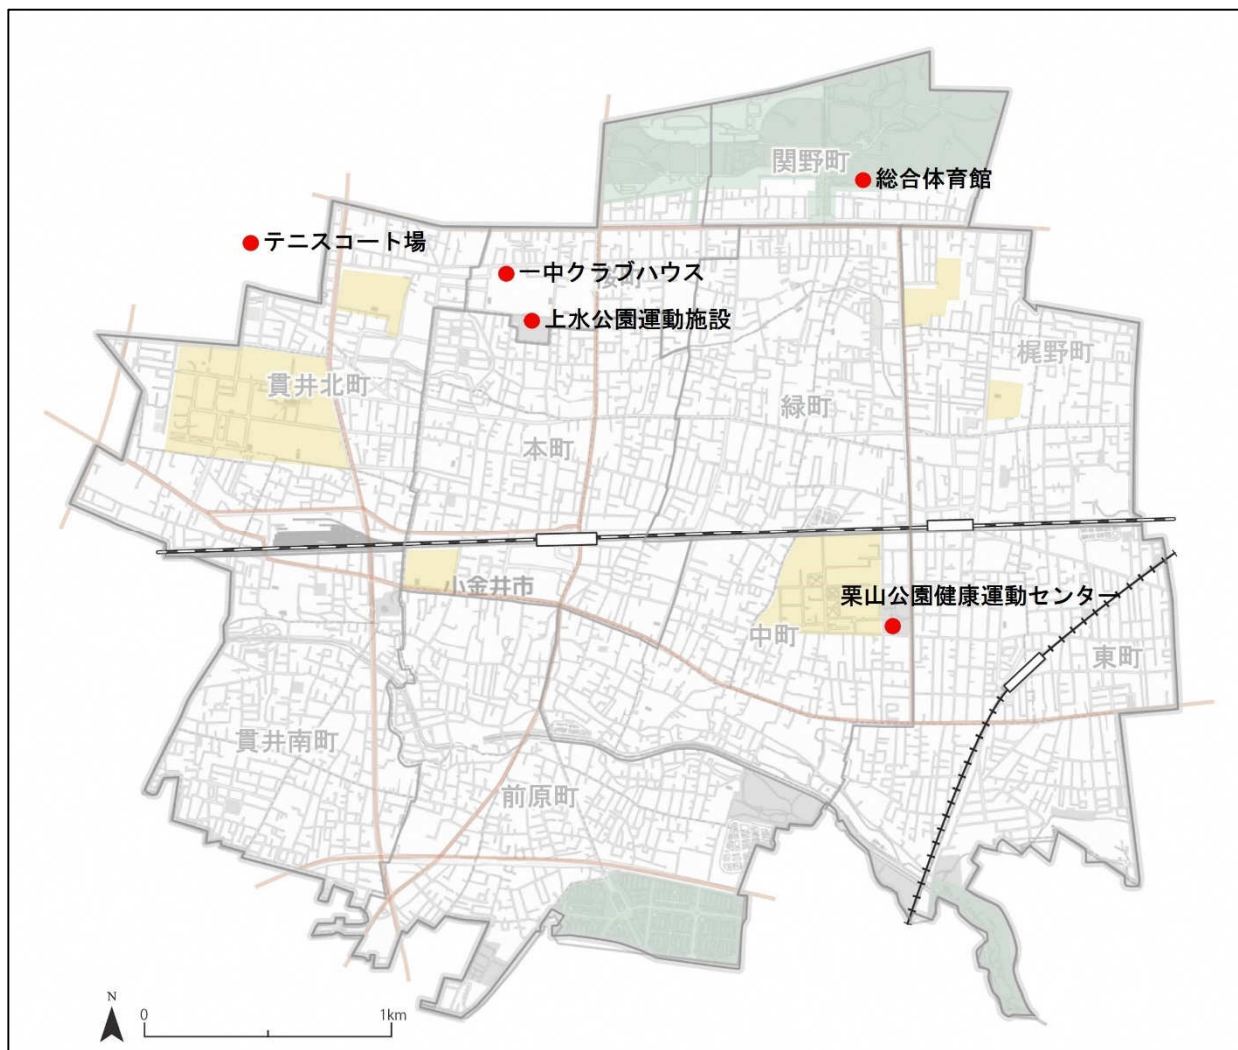 関野町
総合体育館
テニスコート場
一中クラブハウス
桜町
上水公園運動施設
梶野町
貫井北町
緑町
本町
小金井市
栗山公園健康運動センター
中町
東町
貫井南町
前原町
N
0
1km